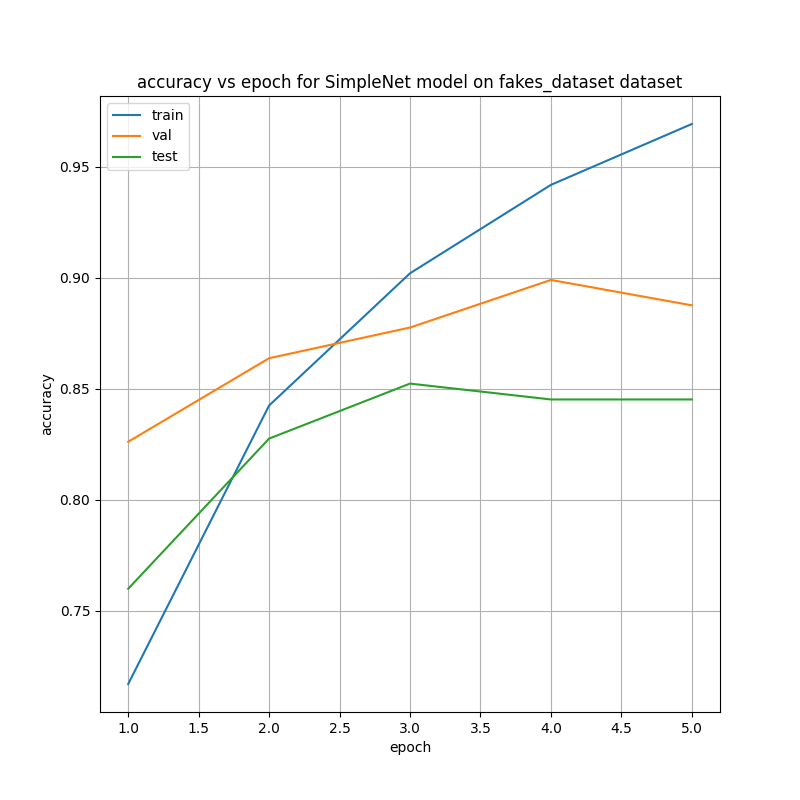 accuracy vs epoch for SimpleNet model on fakes_dataset dataset
train
val
test
0.95
0.90
0.85
0.80
0.75
accuracy
1.0 1.5 2.0 2.5 3.0 3.5 4.0 4.5 5.0
epoch